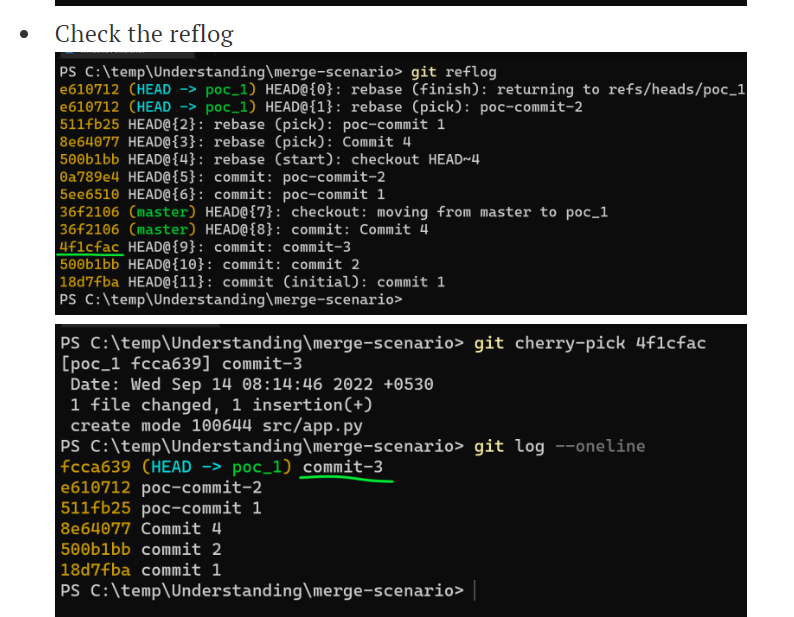 • Check the reflog
PS C:\temp\Understanding\merge-scenario> git reflog
e610712 (HEAD -> poc_1) HEAD@{0}: rebase (finish): returning to refs/heads/poc_1
e610712 (HEAD -> poc_1) HEAD@{1}: rebase (pick): poc-commit-2
511fb25 HEAD@{2}: rebase (pick): poc-commit 1
8e64077 HEAD@{3}: rebase (pick): Commit 4
500b1bb HEAD@{4}: rebase (start): checkout HEAD~4
0a789e4 HEAD@{5}: commit: poc-commit-2
5ee6510 HEAD@{6}: commit: poc-commit 1
36f2106 (master) HEAD@{7}: checkout: moving from master to poc_1
36f2106 (master) HEAD@{8}: commit: Commit 4
4f1cfac HEAD@{9}: commit: commit-3
500b1bb HEAD@{10}: commit: commit 2
18d7fba HEAD@{11}: commit (initial): commit 1
PS C:\temp\Understanding\merge-scenario>
PS C:\temp\Understanding\merge-scenario> git cherry-pick 4f1cfac
[poc_1 fcca639] commit-3
Date: Wed Sep 14 08:14:46 2022 +0530
1 file changed, 1 insertion(+)
create mode 100644 src/app.py
PS C:\temp\Understanding\merge-scenario> git log --oneline
fcca639 (HEAD -> poc_1) commit-3
e610712 poc-commit-2
511fb25 poc-commit 1
8e64077 Commit 4
500b1bb commit 2
18d7fba commit 1
PS C:\temp\Understanding\merge-scenario>